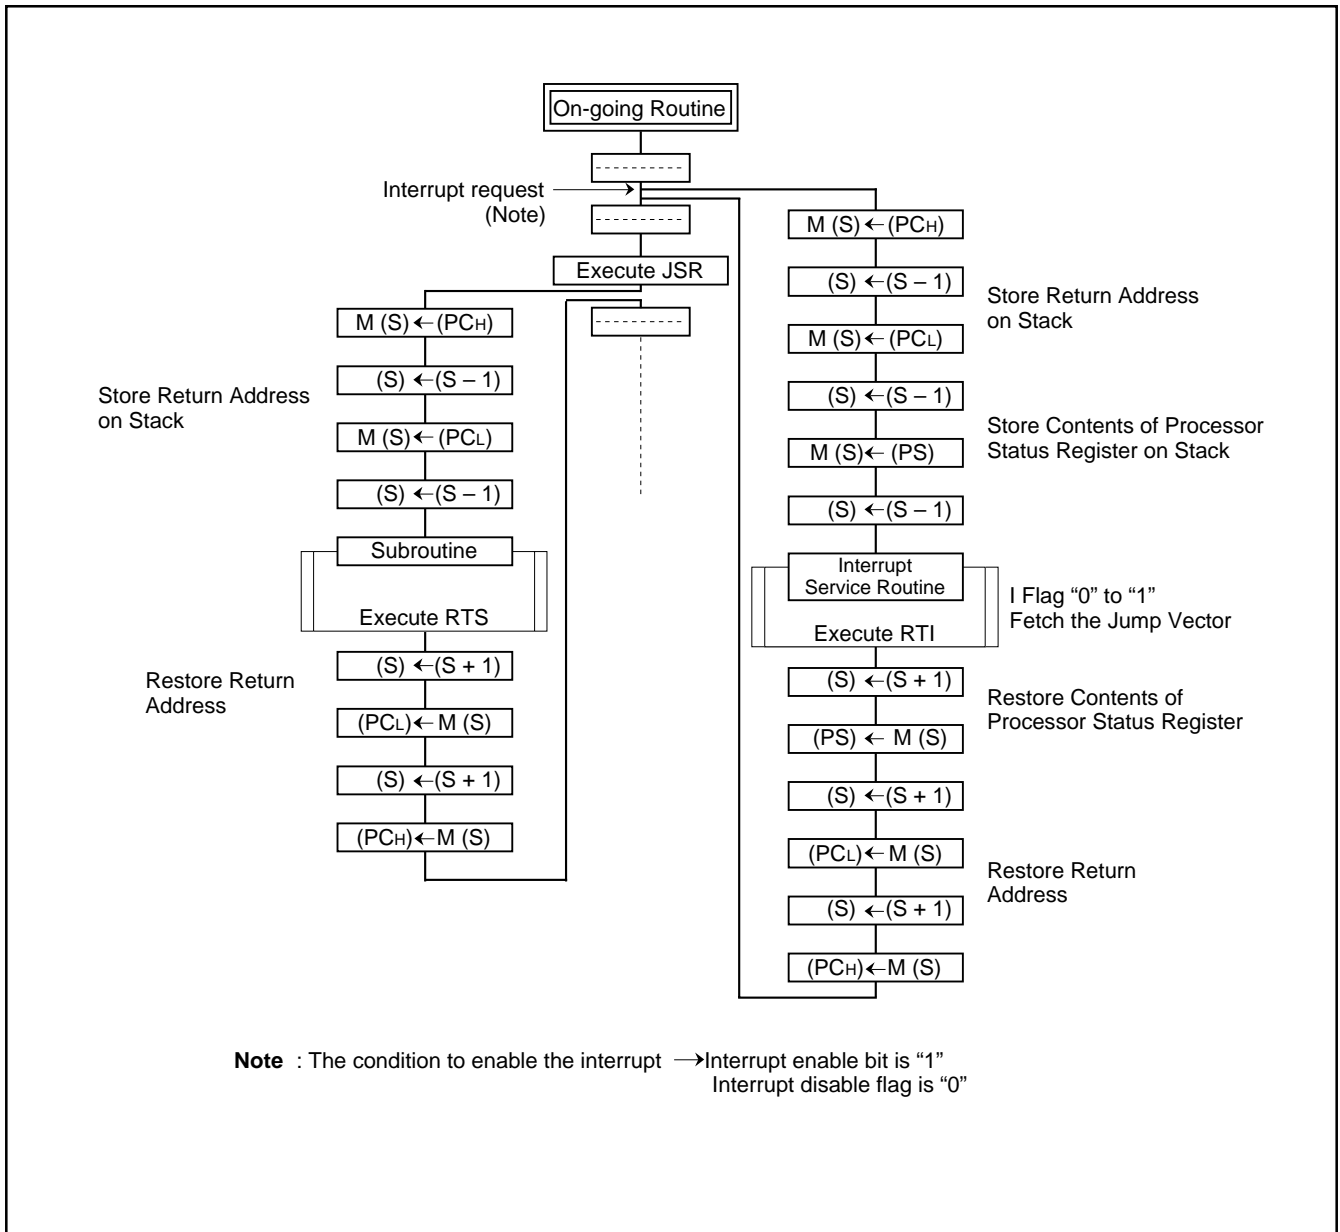 On-going Routine
Interrupt request
(Note)
Execute JSR
M (S) ← (PCH)
(S) ← (S – 1)
M (S) ← (PCL)
(S) ← (S – 1)
Store Return Address
on Stack
Subroutine
Execute RTS
(S) ← (S + 1)
(PCL) ← M (S)
(S) ← (S + 1)
(PCH) ← M (S)
Restore Return
Address
M (S) ← (PCH)
(S) ← (S – 1)
M (S) ← (PCL)
(S) ← (S – 1)
M (S) ← (PS)
(S) ← (S – 1)
Store Return Address
on Stack
Store Contents of Processor
Status Register on Stack
Interrupt
Service Routine
Execute RTI
I Flag “0” to “1”
Fetch the Jump Vector
(S) ← (S + 1)
(PS) ← M (S)
(S) ← (S + 1)
(PCL) ← M (S)
(S) ← (S + 1)
(PCH) ← M (S)
Restore Contents of
Processor Status Register
Restore Return
Address
Note : The condition to enable the interrupt → Interrupt enable bit is “1”
Interrupt disable flag is “0”